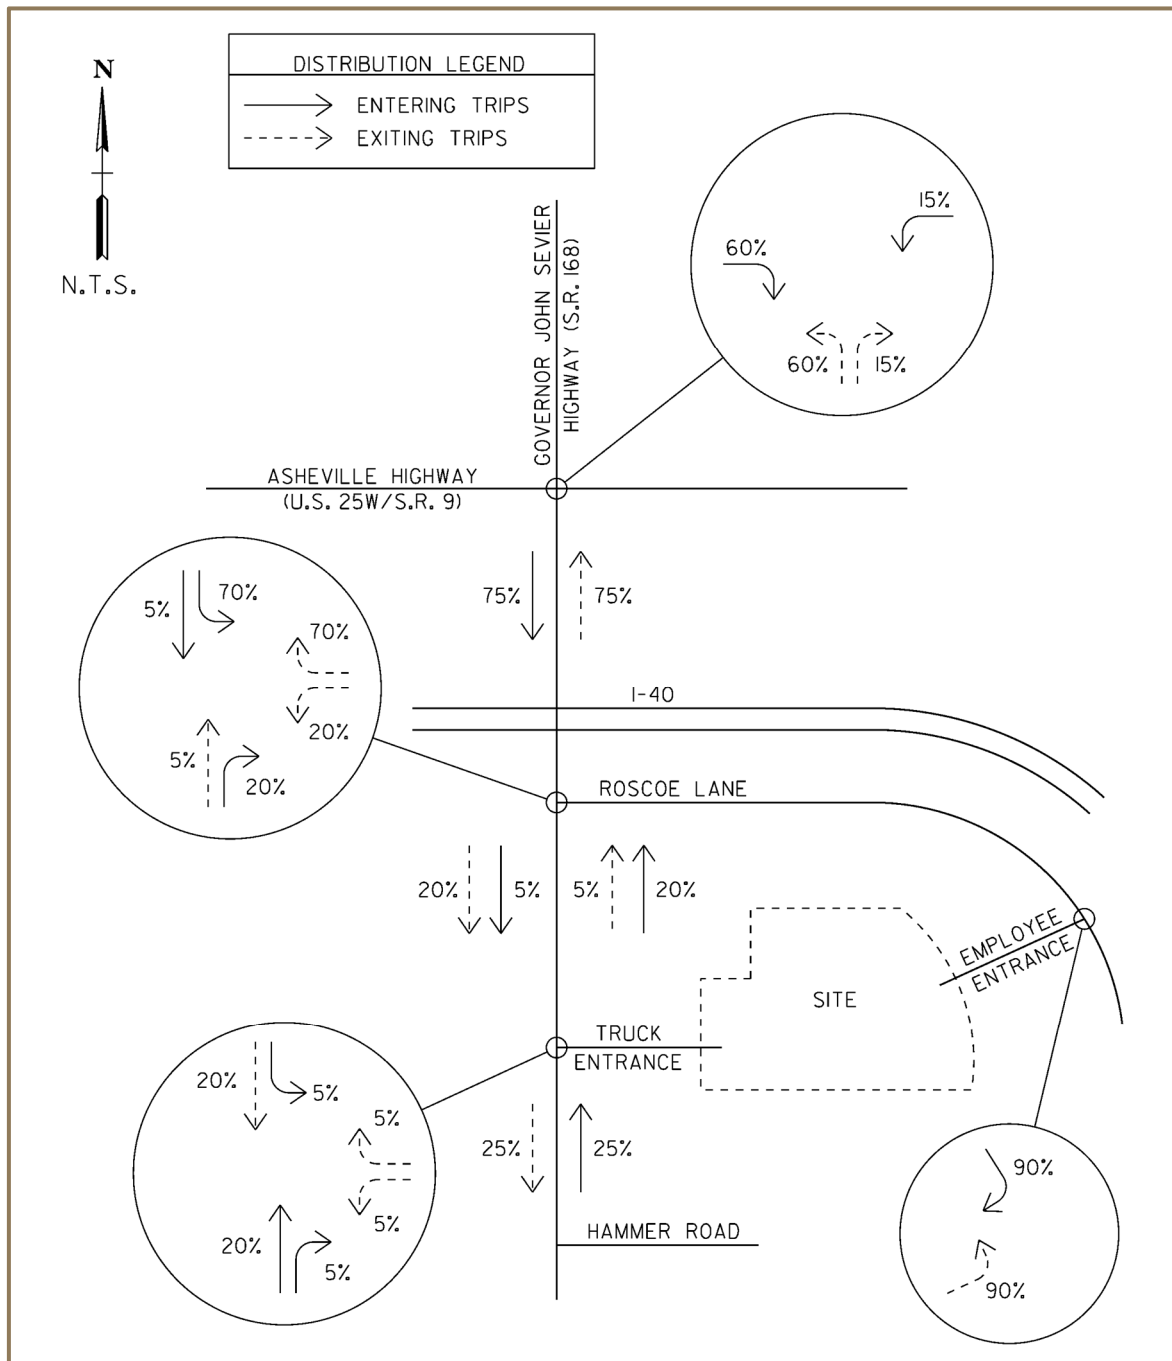 N
N.T.S.
DISTRIBUTION LEGEND
ENTERING TRIPS
EXITING TRIPS
GOVERNOR JOHN SEVIER
HIGHWAY (S.R. 168)
15%
60%
60%
15%
ASHEVILLE HIGHWAY
(U.S. 25W/S.R. 9)
75%
75%
5%
70%
70%
20%
5%
20%
I-40
ROSCOE LANE
20%
5%
5%
20%
EMPLOYEE
ENTRANCE
SITE
TRUCK
ENTRANCE
20%
5%
5%
5%
20%
5%
25%
25%
HAMMER ROAD
90%
90%